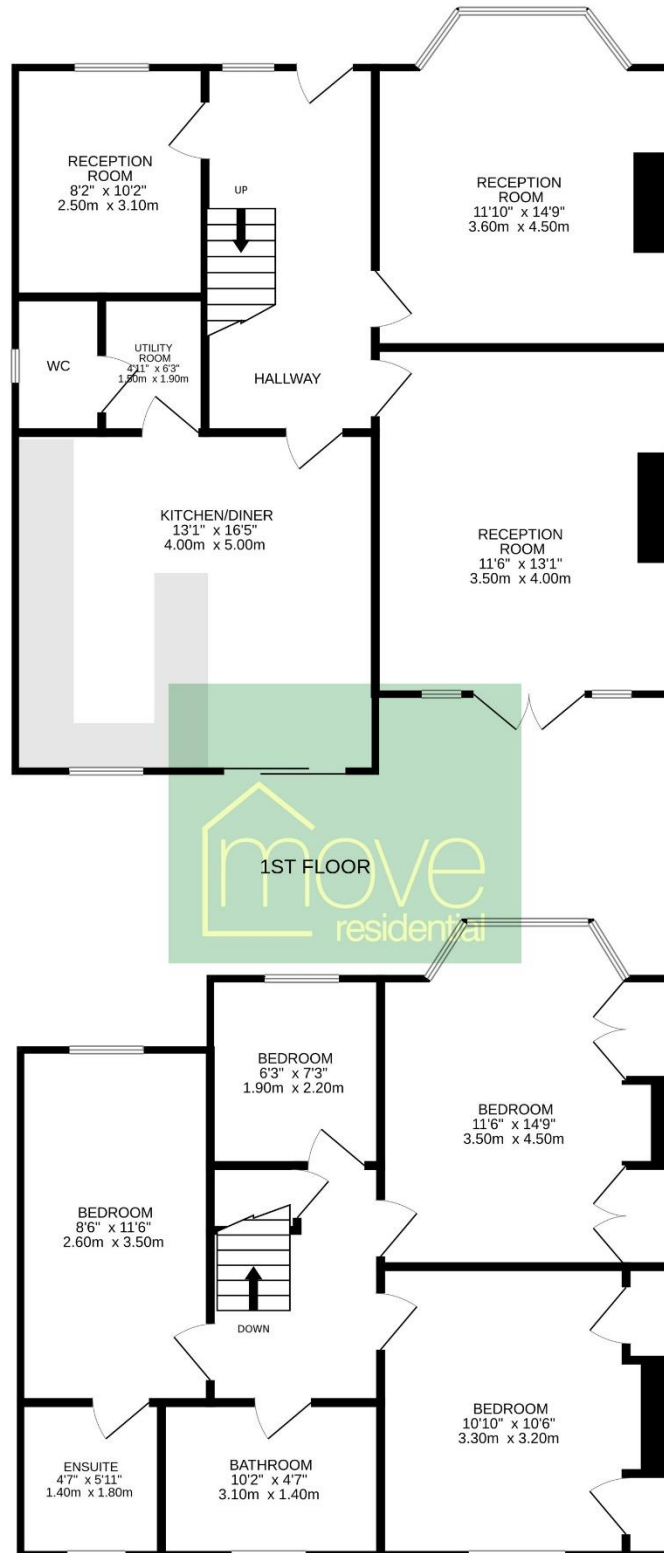 RECEPTION
ROOM
8'2" x 10'2"
2.50m x 3.10m
UP
RECEPTION
ROOM
11'10" x 14'9"
3.60m x 4.50m
WC
UTILITY
ROOM
4'11" x 6'3"
1.50m x 1.90m
HALLWAY
KITCHEN/DINER
13'1" x 16'5"
4.00m x 5.00m
RECEPTION
ROOM
11'6" x 13'1"
3.50m x 4.00m
1ST FLOOR
move
residential
BEDROOM
6'3" x 7'3"
1.90m x 2.20m
BEDROOM
11'6" x 14'9"
3.50m x 4.50m
BEDROOM
8'6" x 11'6"
2.60m x 3.50m
DOWN
BEDROOM
10'10" x 10'6"
3.30m x 3.20m
ENSUITE
4'7" x 5'11"
1.40m x 1.80m
BATHROOM
10'2" x 4'7"
3.10m x 1.40m